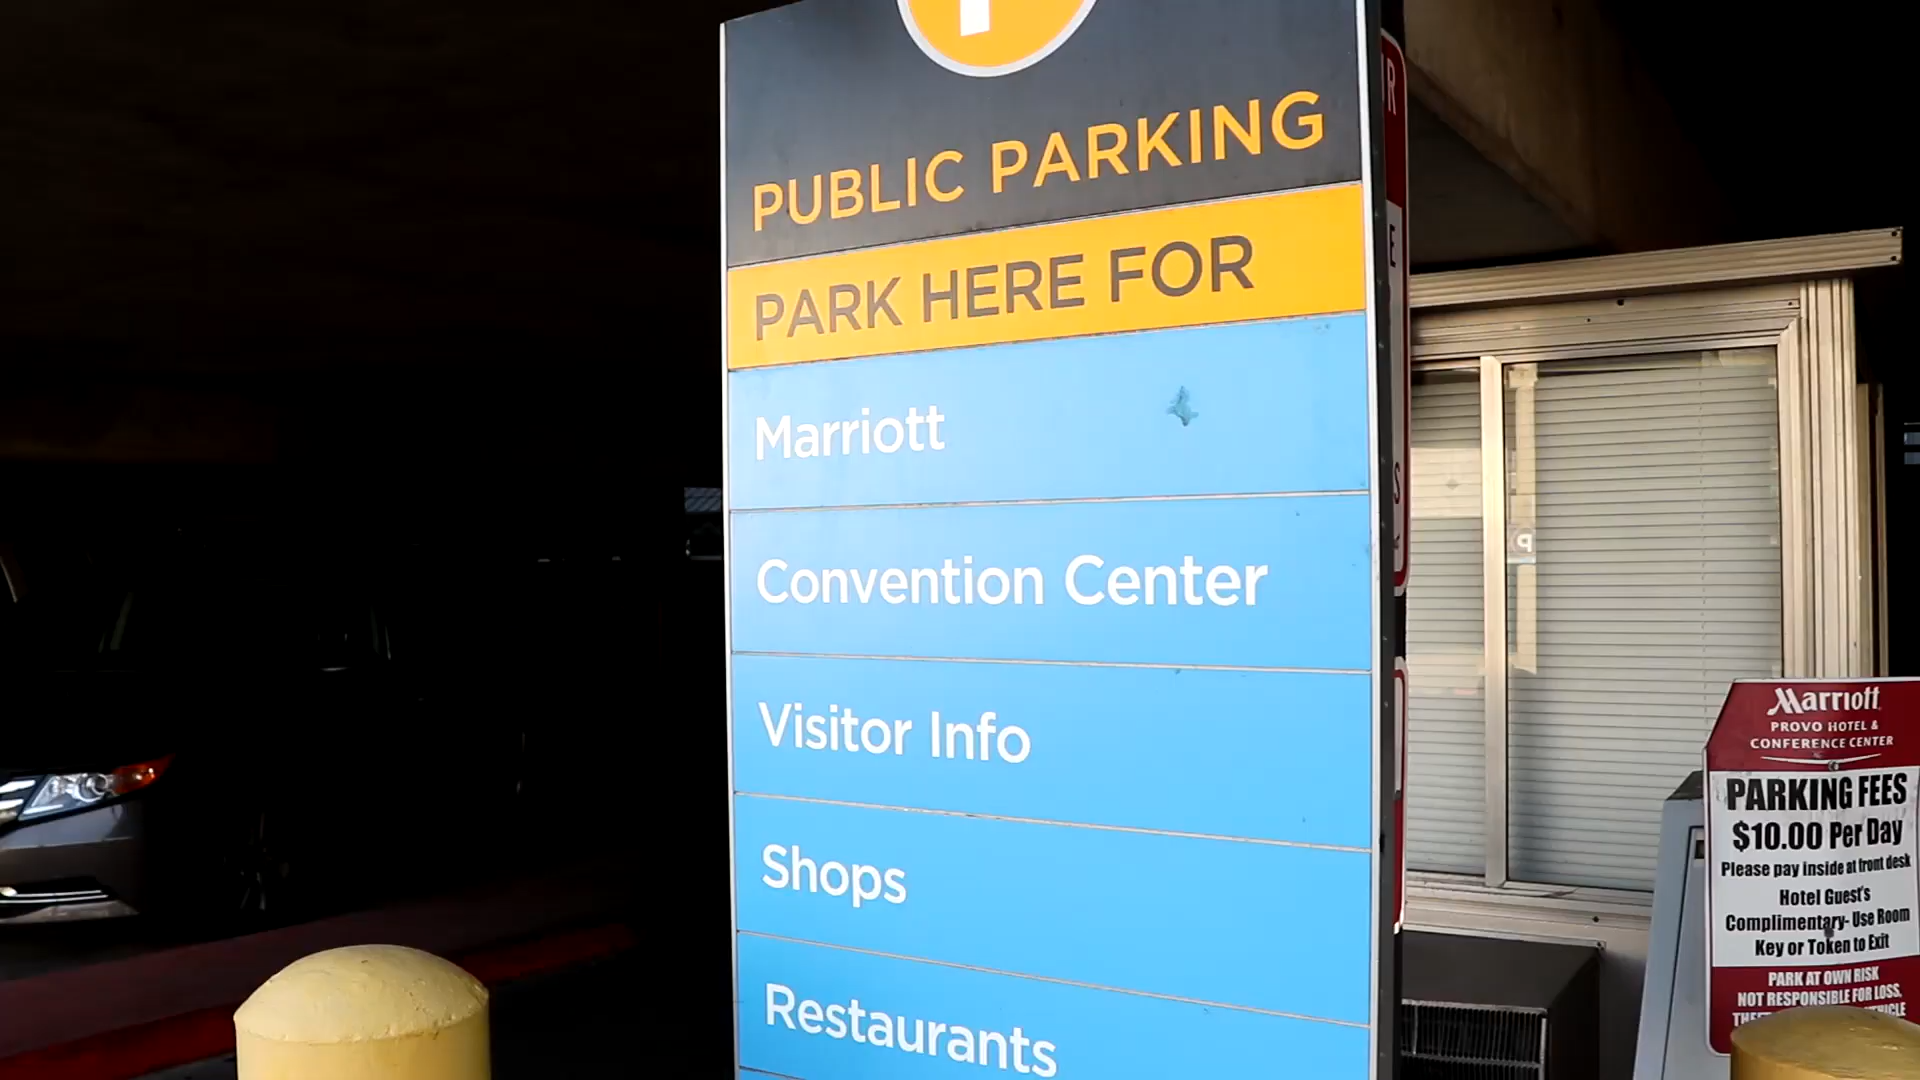 PUBLIC PARKING
PARK HERE FOR
Marriott
Convention Center
Visitor Info
Shops
Restaurants
Marriott
PROVO HOTEL &
CONFERENCE CENTER
PARKING FEES
$10.00 Per Day
Please pay inside at front desk
Hotel Guest's
Complimentary- Use Room
Key or Token to Exit
PARK AT OWN RISK
NOT RESPONSIBLE FOR LOSS,